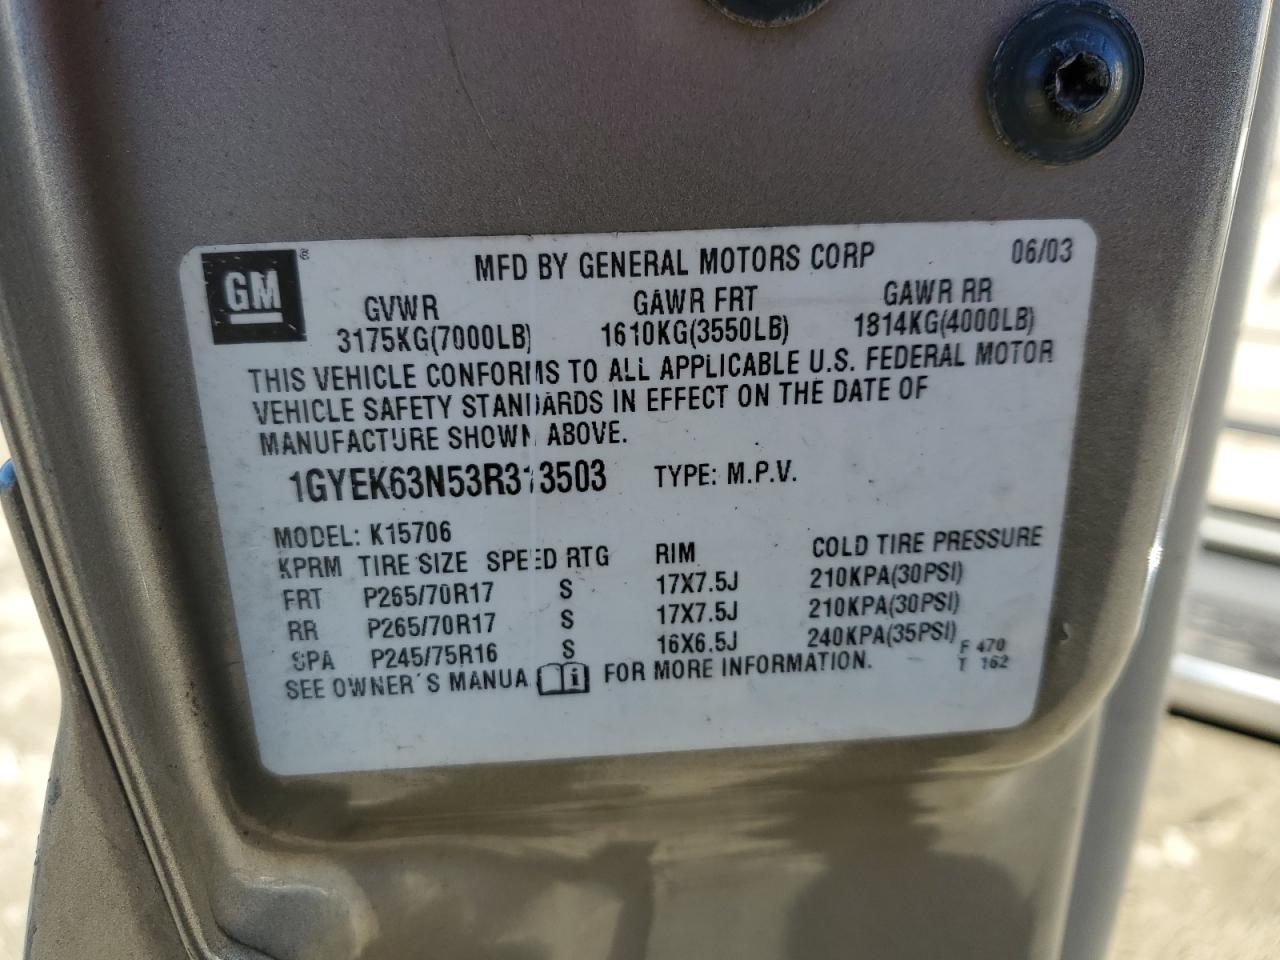 GM ®
MFD BY GENERAL MOTORS CORP 06/03
GVWR GAWR FRT GAWR RR
3175KG(7000LB) 1610KG(3550LB) 1814KG(4000LB)
THIS VEHICLE CONFORMS TO ALL APPLICABLE U.S. FEDERAL MOTOR
VEHICLE SAFETY STANDARDS IN EFFECT ON THE DATE OF
MANUFACTURE SHOWN ABOVE.
1GYEK63N53R313503 TYPE: M.P.V.
MODEL: K15706
KPRM TIRE SIZE SPEED RTG RIM COLD TIRE PRESSURE
FRT P265/70R17 S 17X7.5J 210KPA(30PSI)
RR P265/70R17 S 17X7.5J 210KPA(30PSI)
SPA P245/75R16 S 16X6.5J 240KPA(35PSI) F 470
SEE OWNER'S MANUA i FOR MORE INFORMATION. T 162